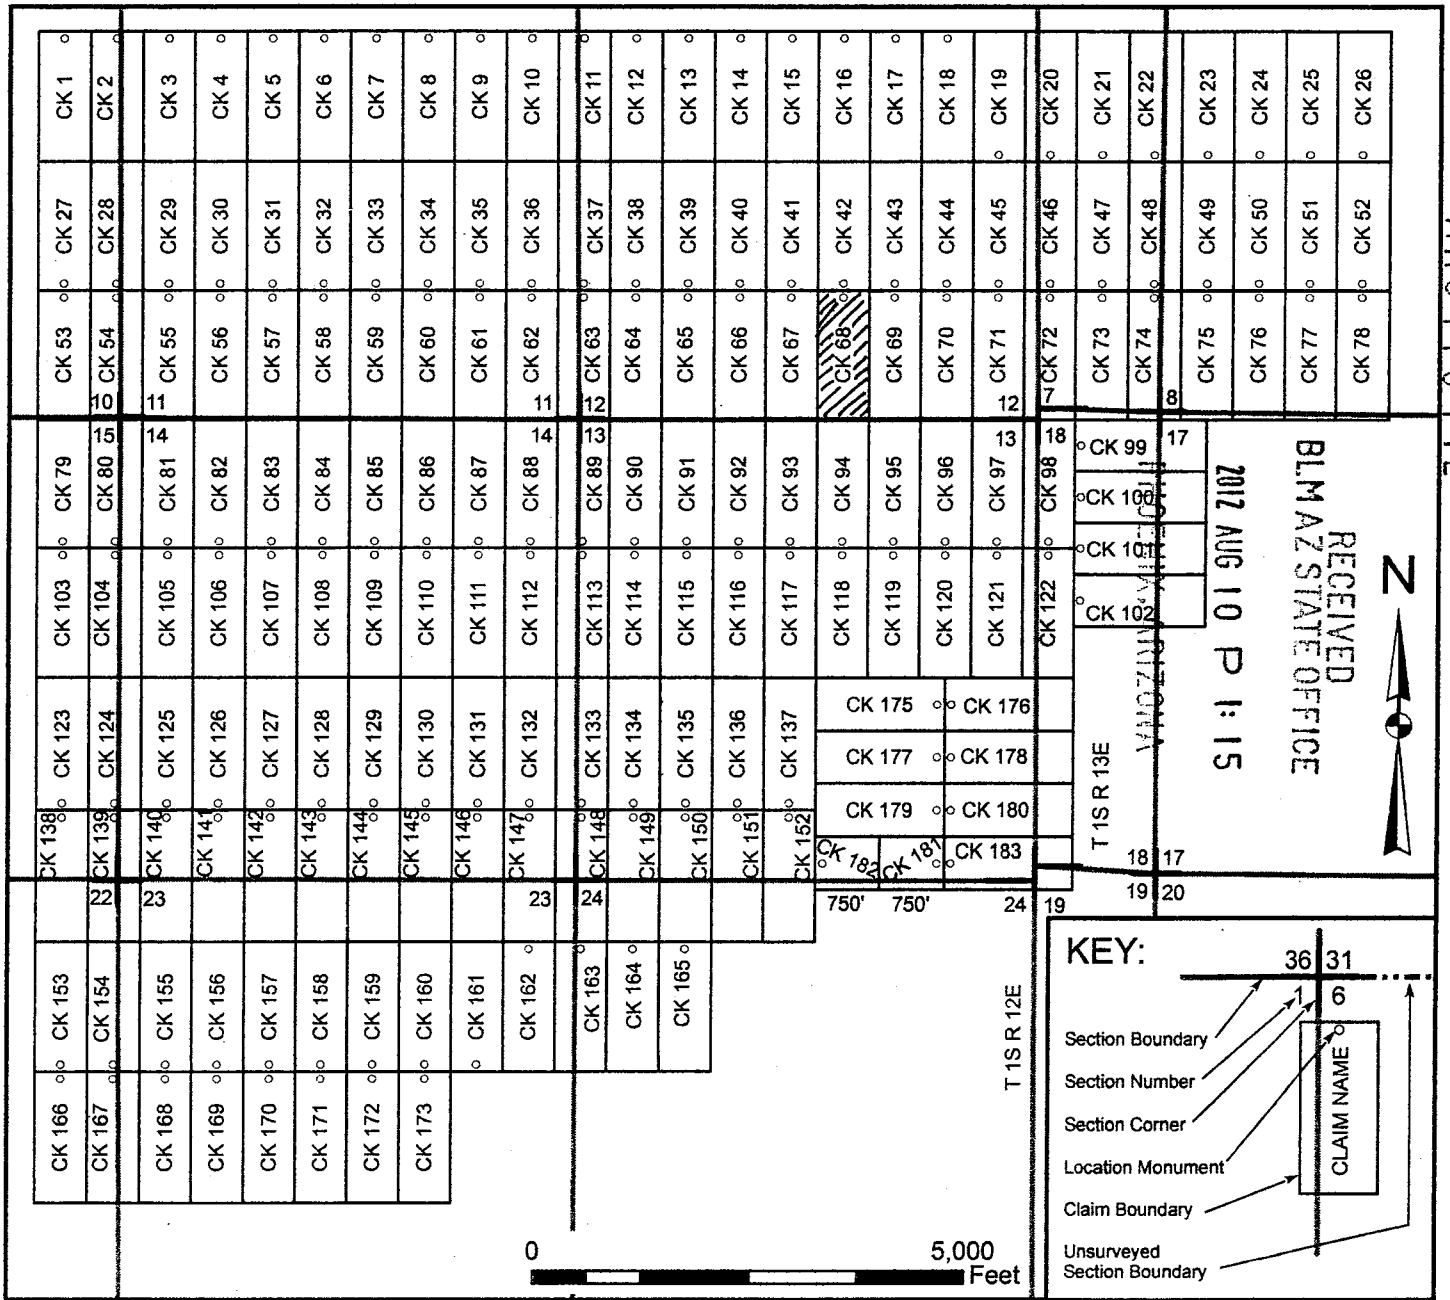 CK 1 CK 2 CK 3 CK 4 CK 5 CK 6 CK 7 CK 8 CK 9 CK 10 CK 11 CK 12 CK 13 CK 14 CK 15 CK 16 CK 17 CK 18 CK 19 CK 20 CK 21 CK 22 CK 23 CK 24 CK 25 CK 26
CK 27 CK 28 CK 29 CK 30 CK 31 CK 32 CK 33 CK 34 CK 35 CK 36 CK 37 CK 38 CK 39 CK 40 CK 41 CK 42 CK 43 CK 44 CK 45 CK 46 CK 47 CK 48 CK 49 CK 50 CK 51 CK 52
CK 53 CK 54 CK 55 CK 56 CK 57 CK 58 CK 59 CK 60 CK 61 CK 62 CK 63 CK 64 CK 65 CK 66 CK 67 CK 68 CK 69 CK 70 CK 71 CK 72 CK 73 CK 74 CK 75 CK 76 CK 77 CK 78
10 11 11 12 12 7 8
15 14 14 13 13 18 17
CK 79 CK 80 CK 81 CK 82 CK 83 CK 84 CK 85 CK 86 CK 87 CK 88 CK 89 CK 90 CK 91 CK 92 CK 93 CK 94 CK 95 CK 96 CK 97 CK 98
CK 99
CK 100
CK 101
CK 102
CK 103 CK 104 CK 105 CK 106 CK 107 CK 108 CK 109 CK 110 CK 111 CK 112 CK 113 CK 114 CK 115 CK 116 CK 117 CK 118 CK 119 CK 120 CK 121 CK 122
RECEIVED
BLM AZ STATE OFFICE
2012 AUG 10 P 1:15
PHOENIX, ARIZONA
N
CK 123 CK 124 CK 125 CK 126 CK 127 CK 128 CK 129 CK 130 CK 131 CK 132 CK 133 CK 134 CK 135 CK 136 CK 137
CK 175 CK 176
CK 177 CK 178
CK 179 CK 180
CK 182 CK 181 CK 183
T 1S R 13E
CK 138 CK 139 CK 140 CK 141 CK 142 CK 143 CK 144 CK 145 CK 146 CK 147 CK 148 CK 149 CK 150 CK 151 CK 152
18 17
22 23 23 24 750' 750' 24 19 19 20
CK 153 CK 154 CK 155 CK 156 CK 157 CK 158 CK 159 CK 160 CK 161 CK 162 CK 163 CK 164 CK 165
T 1S R 12E
CK 166 CK 167 CK 168 CK 169 CK 170 CK 171 CK 172 CK 173
0 5,000
Feet
KEY:
36 31
1 6
Section Boundary
Section Number
Section Corner
Location Monument
Claim Boundary
Unsurveyed
Section Boundary
CLAIM NAME